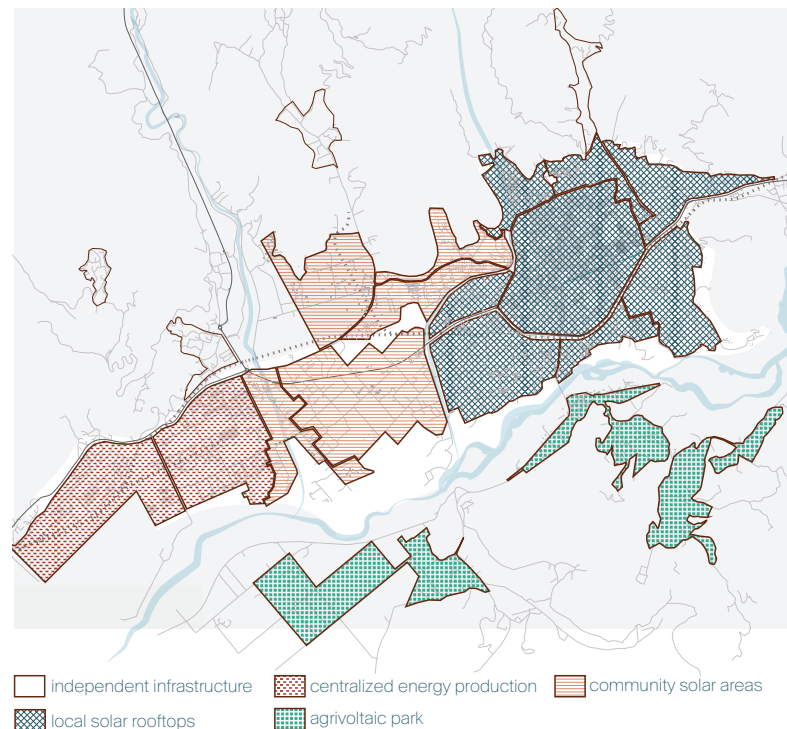 independent infrastructure
centralized energy production
community solar areas
local solar rooftops
agrivoltaic park